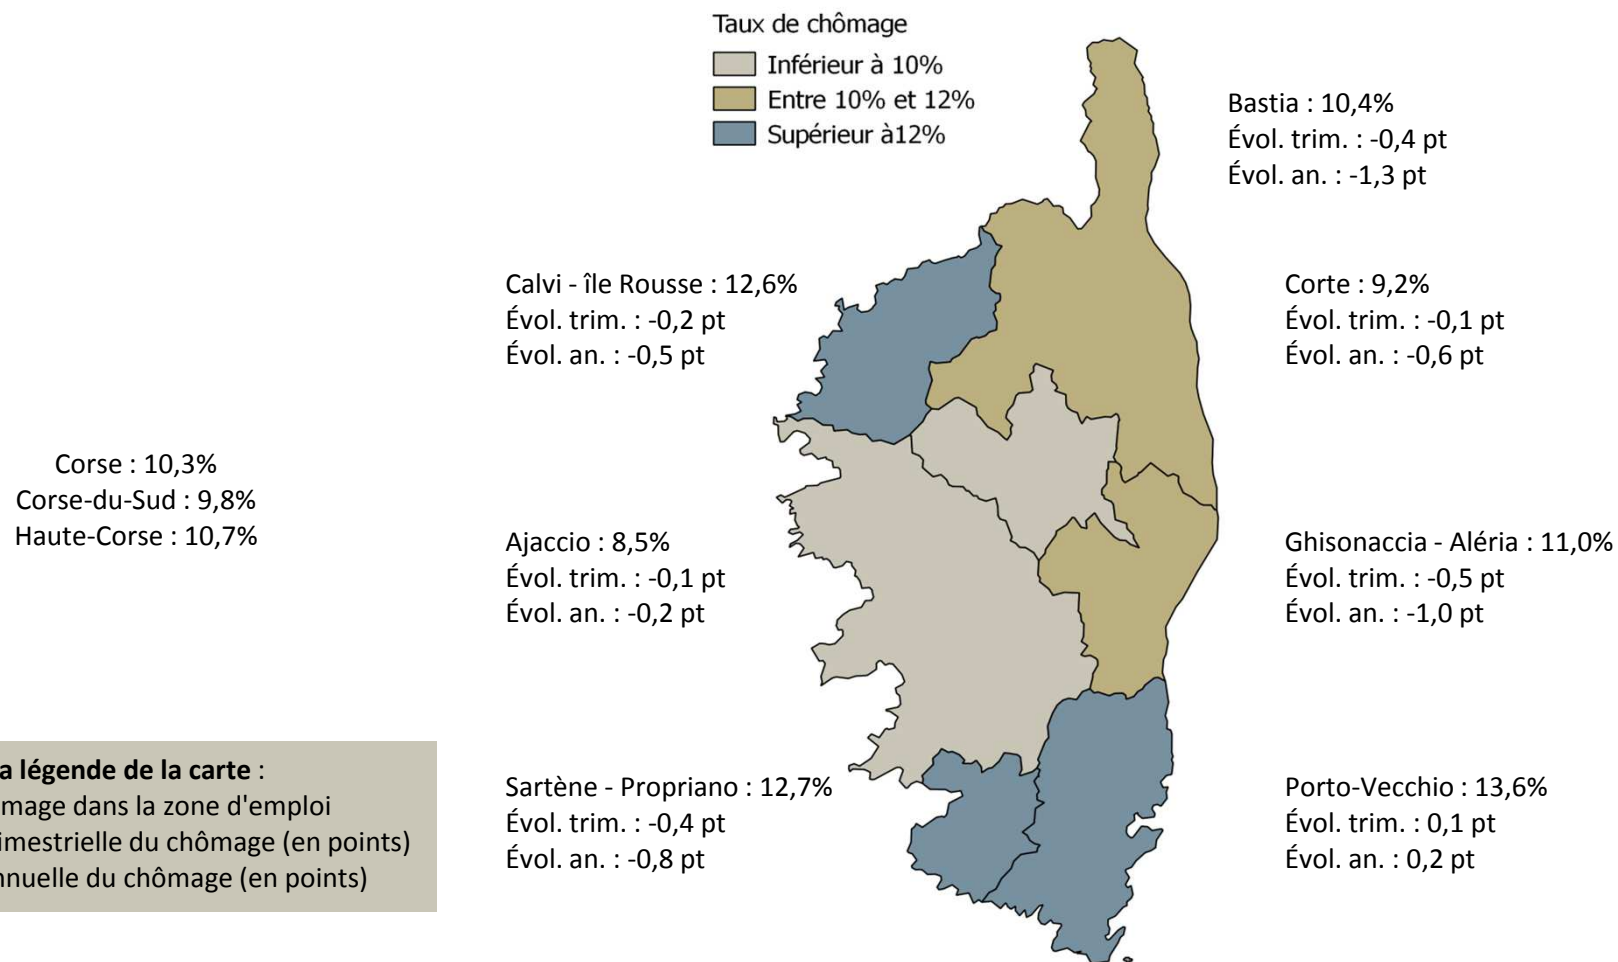 Taux de chômage
Inférieur à 10%
Entre 10% et 12%
Supérieur à12%
Bastia : 10,4%
Évol. trim. : -0,4 pt
Évol. an. : -1,3 pt
Calvi - île Rousse : 12,6%
Évol. trim. : -0,2 pt
Évol. an. : -0,5 pt
Corte : 9,2%
Évol. trim. : -0,1 pt
Évol. an. : -0,6 pt
Corse : 10,3%
Corse-du-Sud : 9,8%
Haute-Corse : 10,7%
Ajaccio : 8,5%
Évol. trim. : -0,1 pt
Évol. an. : -0,2 pt
Ghisonaccia - Aléria : 11,0%
Évol. trim. : -0,5 pt
Évol. an. : -1,0 pt
a légende de la carte :
mage dans la zone d'emploi
imestrielle du chômage (en points)
nnuelle du chômage (en points)
Sartène - Propriano : 12,7%
Évol. trim. : -0,4 pt
Évol. an. : -0,8 pt
Porto-Vecchio : 13,6%
Évol. trim. : 0,1 pt
Évol. an. : 0,2 pt